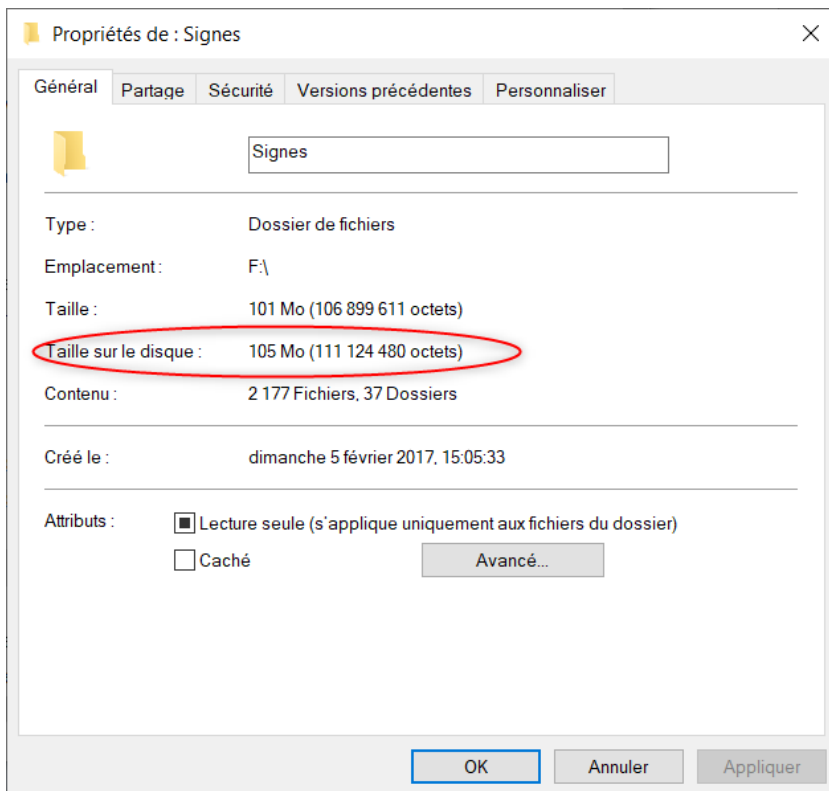 Propriétés de : Signes
Général Partage Sécurité Versions précédentes Personnaliser
Signes
Type : Dossier de fichiers
Emplacement : F:\
Taille : 101 Mo (106 899 611 octets)
Taille sur le disque : 105 Mo (111 124 480 octets)
Contenu : 2 177 Fichiers, 37 Dossiers
Créé le : dimanche 5 février 2017, 15:05:33
Attributs : Lecture seule (s'applique uniquement aux fichiers du dossier)
Caché Avancé...
OK Annuler Appliquer